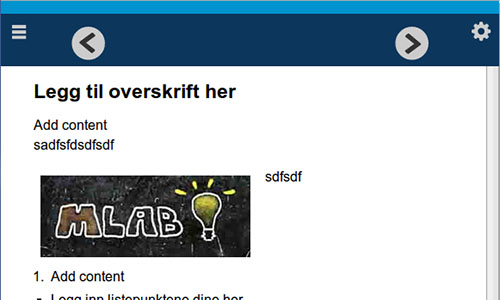 Legg til overskrift her
Add content
sadfsfdsdfsdf
sdfsdf
MLAB
1. Add content
Legg inn listepunktene dine her